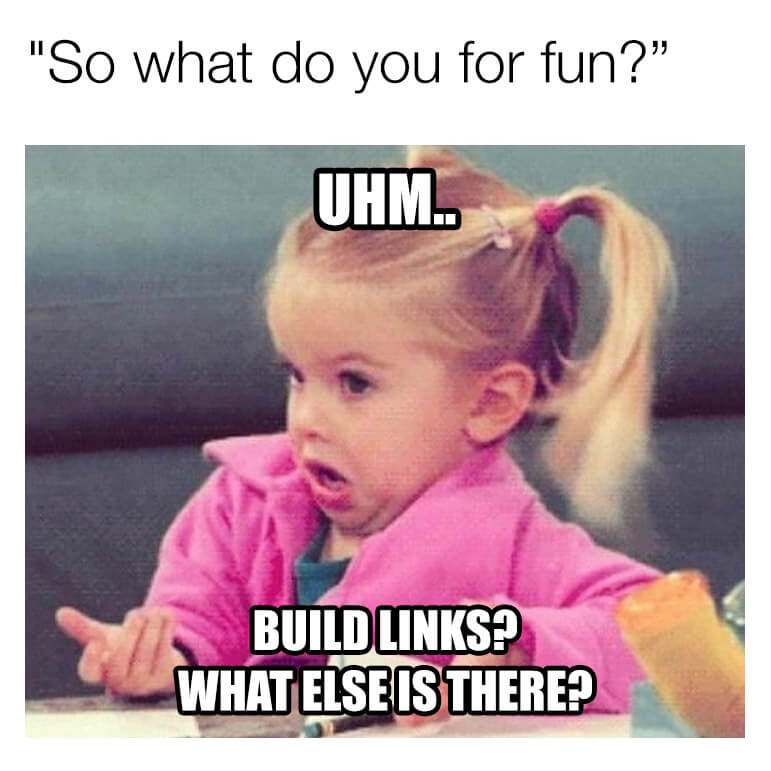 "So what do you for fun?”
UHM..
BUILD LINKS?
WHAT ELSE IS THERE?